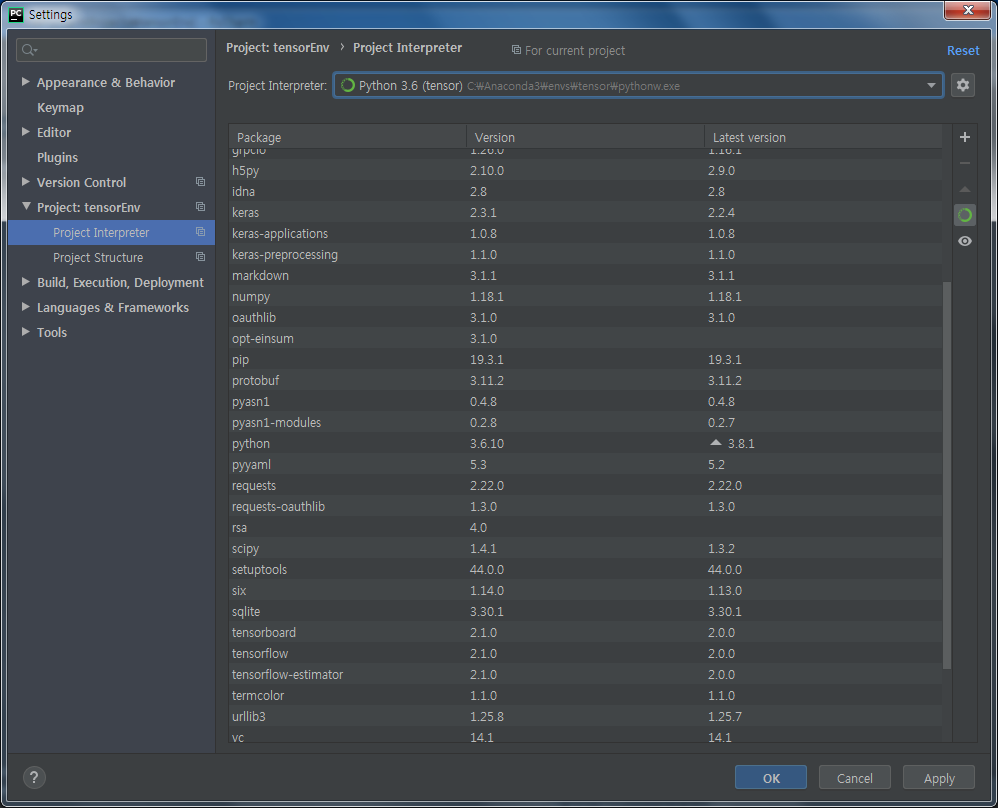 PC Settings
Project: tensorEnv › Project Interpreter For current project Reset
Project Interpreter: Python 3.6 (tensor) C:₩Anaconda3₩envs₩tensor₩pythonw.exe
Appearance & Behavior
Keymap
Editor
Plugins
Version Control
Project: tensorEnv
Project Interpreter
Project Structure
Build, Execution, Deployment
Languages & Frameworks
Tools
Package Version Latest version
grpcio 1.26.0 1.16.1
h5py 2.10.0 2.9.0
idna 2.8 2.8
keras 2.3.1 2.2.4
keras-applications 1.0.8 1.0.8
keras-preprocessing 1.1.0 1.1.0
markdown 3.1.1 3.1.1
numpy 1.18.1 1.18.1
oauthlib 3.1.0 3.1.0
opt-einsum 3.1.0
pip 19.3.1 19.3.1
protobuf 3.11.2 3.11.2
pyasn1 0.4.8 0.4.8
pyasn1-modules 0.2.8 0.2.7
python 3.6.10 3.8.1
pyyaml 5.3 5.2
requests 2.22.0 2.22.0
requests-oauthlib 1.3.0 1.3.0
rsa 4.0
scipy 1.4.1 1.3.2
setuptools 44.0.0 44.0.0
six 1.14.0 1.13.0
sqlite 3.30.1 3.30.1
tensorboard 2.1.0 2.0.0
tensorflow 2.1.0 2.0.0
tensorflow-estimator 2.1.0 2.0.0
termcolor 1.1.0 1.1.0
urllib3 1.25.8 1.25.7
vc 14.1 14.1
? OK Cancel Apply